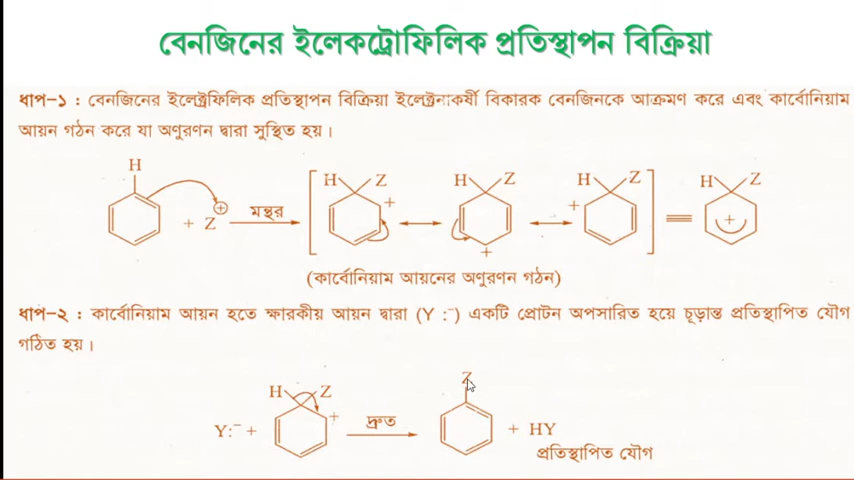 বেনজিনের ইলেকট্রোফিলিক প্রতিস্থাপন বিক্রিয়া
ধাপ-১ : বেনজিনের ইলেক্ট্রফিলিক প্রতিস্থাপন বিক্রিয়া ইলেক্ট্রনাকর্ষী বিকারক বেনজিনকে আক্রমণ করে এবং কার্বোনিয়াম
আয়ন গঠন করে যা অণুরণন দ্বারা সুস্থিত হয়।
H
+ Z
+
মন্থর
H Z
+
H Z
+
H Z
+
H Z
+
(কার্বোনিয়াম আয়নের অণুরণন গঠন)
ধাপ-২ : কার্বোনিয়াম আয়ন হতে ক্ষারকীয় আয়ন দ্বারা (Y :⁻) একটি প্রোটন অপসারিত হয়ে চূড়ান্ত প্রতিস্থাপিত যৌগ
গঠিত হয়।
Y:⁻ +
H Z
+
দ্রুত
Z
+ HY
প্রতিস্থাপিত যৌগ